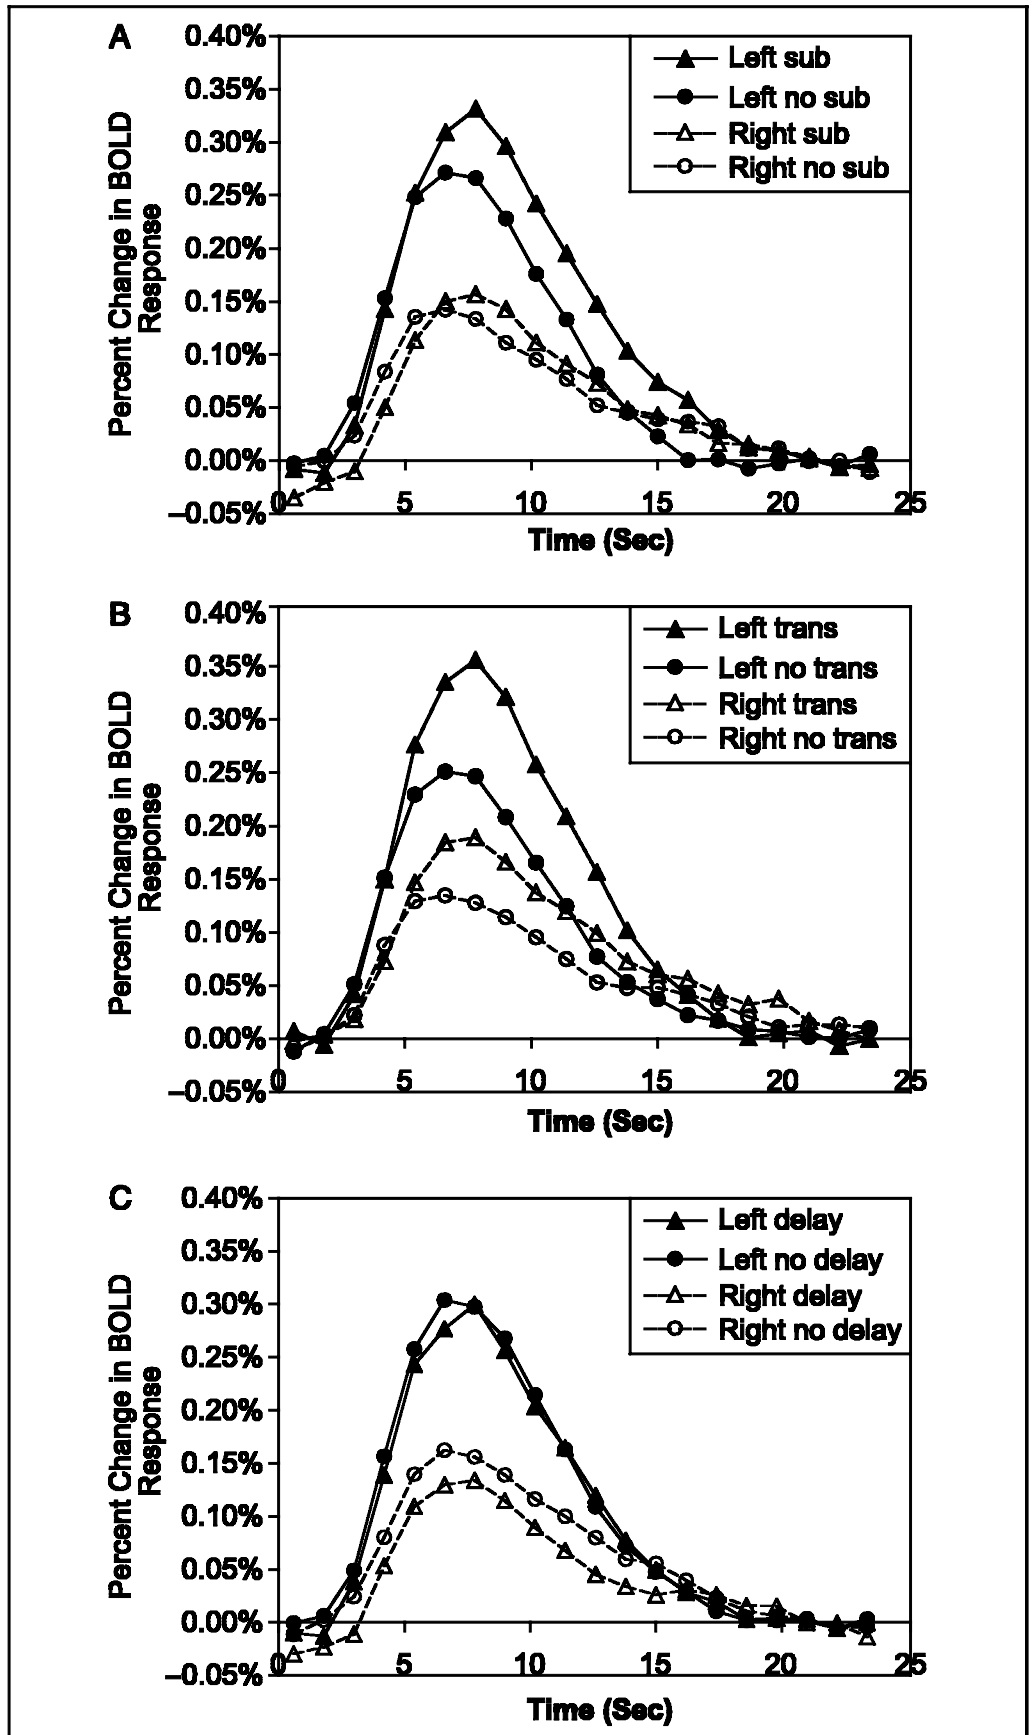 A
0.40%
0.35%
0.30%
0.25%
0.20%
0.15%
0.10%
0.05%
0.00%
–0.05%
Percent Change in BOLD
Response
Left sub
Left no sub
Right sub
Right no sub
0 5 10 15 20 25
Time (Sec)
B
0.40%
0.35%
0.30%
0.25%
0.20%
0.15%
0.10%
0.05%
0.00%
–0.05%
Percent Change in BOLD
Response
Left trans
Left no trans
Right trans
Right no trans
0 5 10 15 20 25
Time (Sec)
C
0.40%
0.35%
0.30%
0.25%
0.20%
0.15%
0.10%
0.05%
0.00%
–0.05%
Percent Change in BOLD
Response
Left delay
Left no delay
Right delay
Right no delay
0 5 10 15 20 25
Time (Sec)